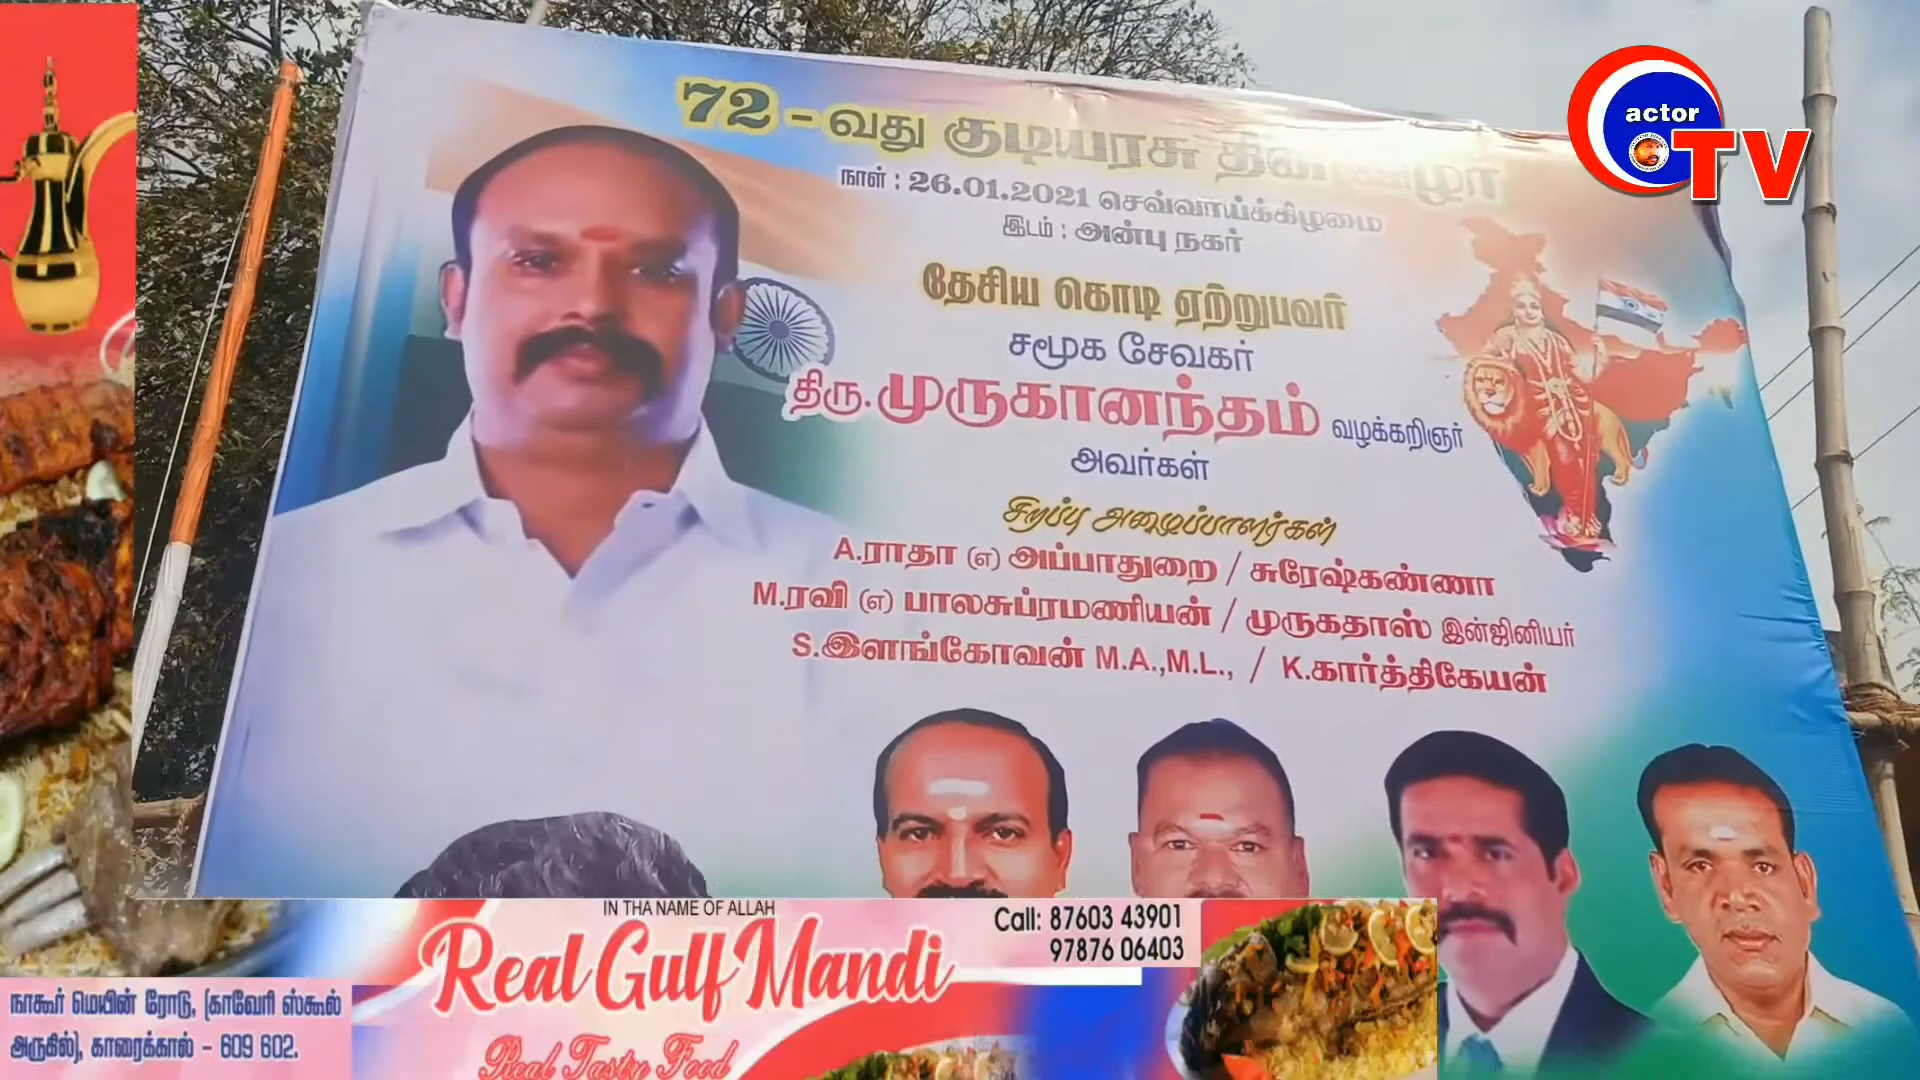 72 - வது குடியரசு தின விழா
நாள் : 26.01.2021 செவ்வாய்க்கிழமை
இடம் : அன்பு நகர்
தேசிய கொடி ஏற்றுபவர்
சமூக சேவகர்
திரு. முருகானந்தம் வழக்கறிஞர்
அவர்கள்
சிறப்பு அழைப்பாளர்கள்
A.ராதா (எ) அப்பாதுறை / சுரேஷ்கண்ணா
M.ரவி (எ) பாலசுப்ரமணியன் / முருகதாஸ் இன்ஜினியர்
S.இளங்கோவன் M.A.,M.L., / K.கார்த்திகேயன்
actor
TV
IN THA NAME OF ALLAH
Real Gulf Mandi
Real Tasty Food
Call: 87603 43901
97876 06403
நாகூர் மெயின் ரோடு, (காவேரி ஸ்கூல்
அருகில்), காரைக்கால் - 609 602.